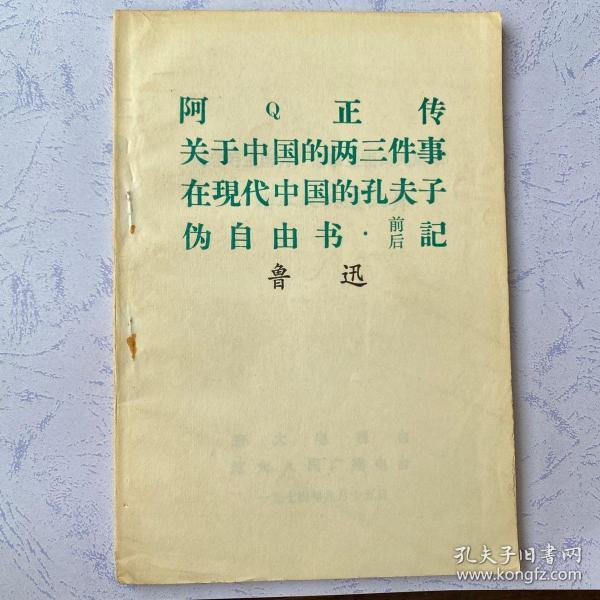 阿Q正传
关于中国的两三件事
在現代中国的孔夫子
伪自由书·前后記
鲁迅
孔夫子旧书网
www.kongfz.com